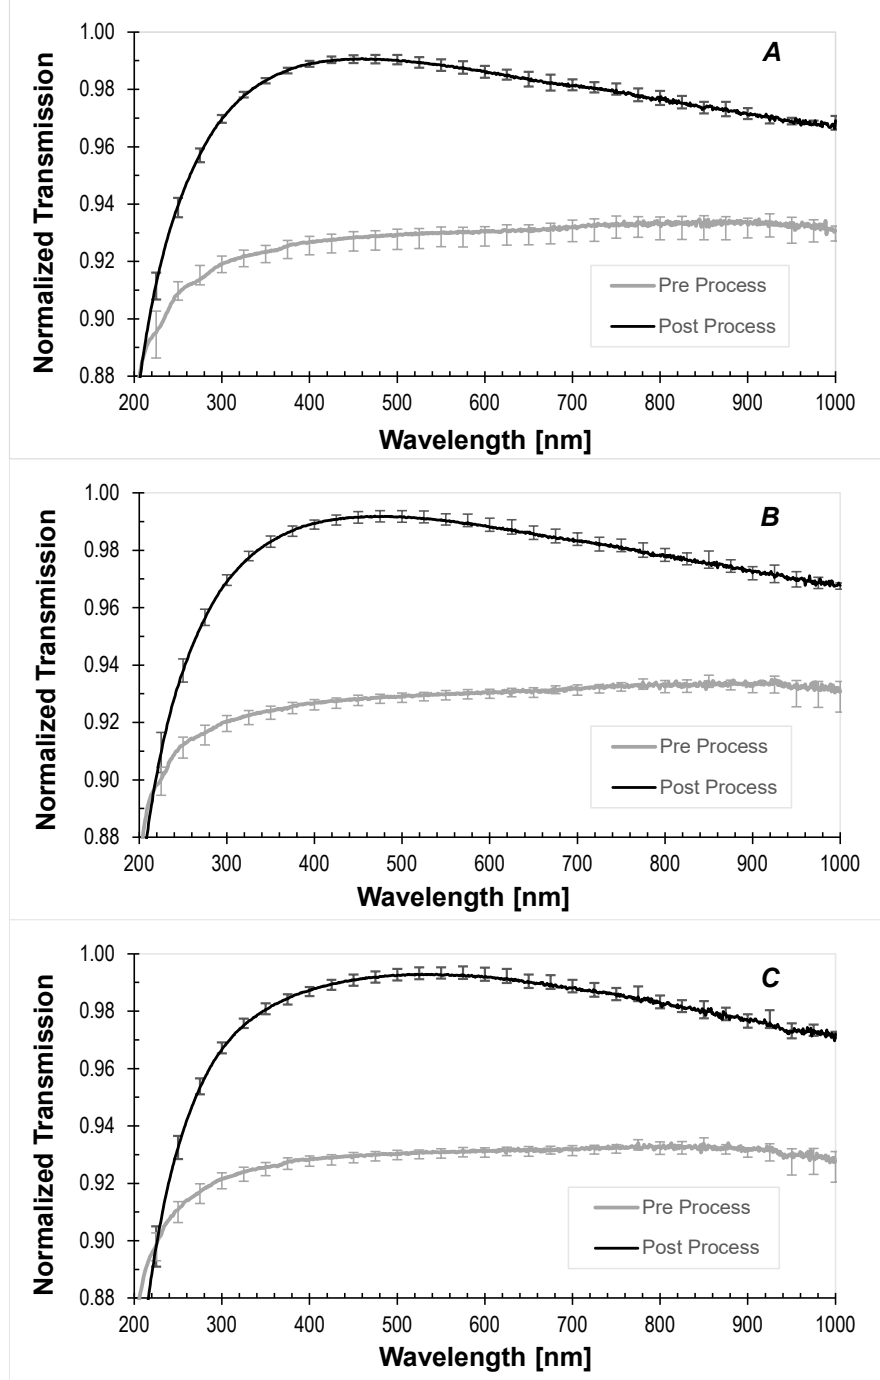 1.00
0.98
0.96
0.94
0.92
0.90
0.88
Normalized Transmission
A
Pre Process
Post Process
200 300 400 500 600 700 800 900 1000
Wavelength [nm]
1.00
0.98
0.96
0.94
0.92
0.90
0.88
Normalized Transmission
B
Pre Process
Post Process
200 300 400 500 600 700 800 900 1000
Wavelength [nm]
1.00
0.98
0.96
0.94
0.92
0.90
0.88
Normalized Transmission
C
Pre Process
Post Process
200 300 400 500 600 700 800 900 1000
Wavelength [nm]